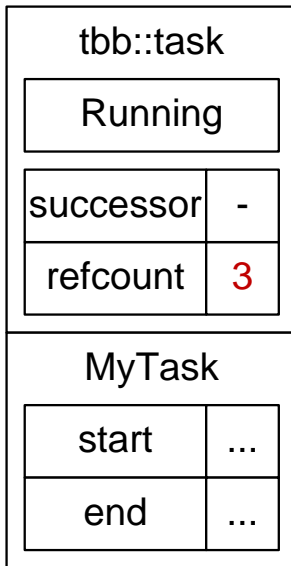 tbb::task
Running
successor -
refcount 3
MyTask
start ...
end ...